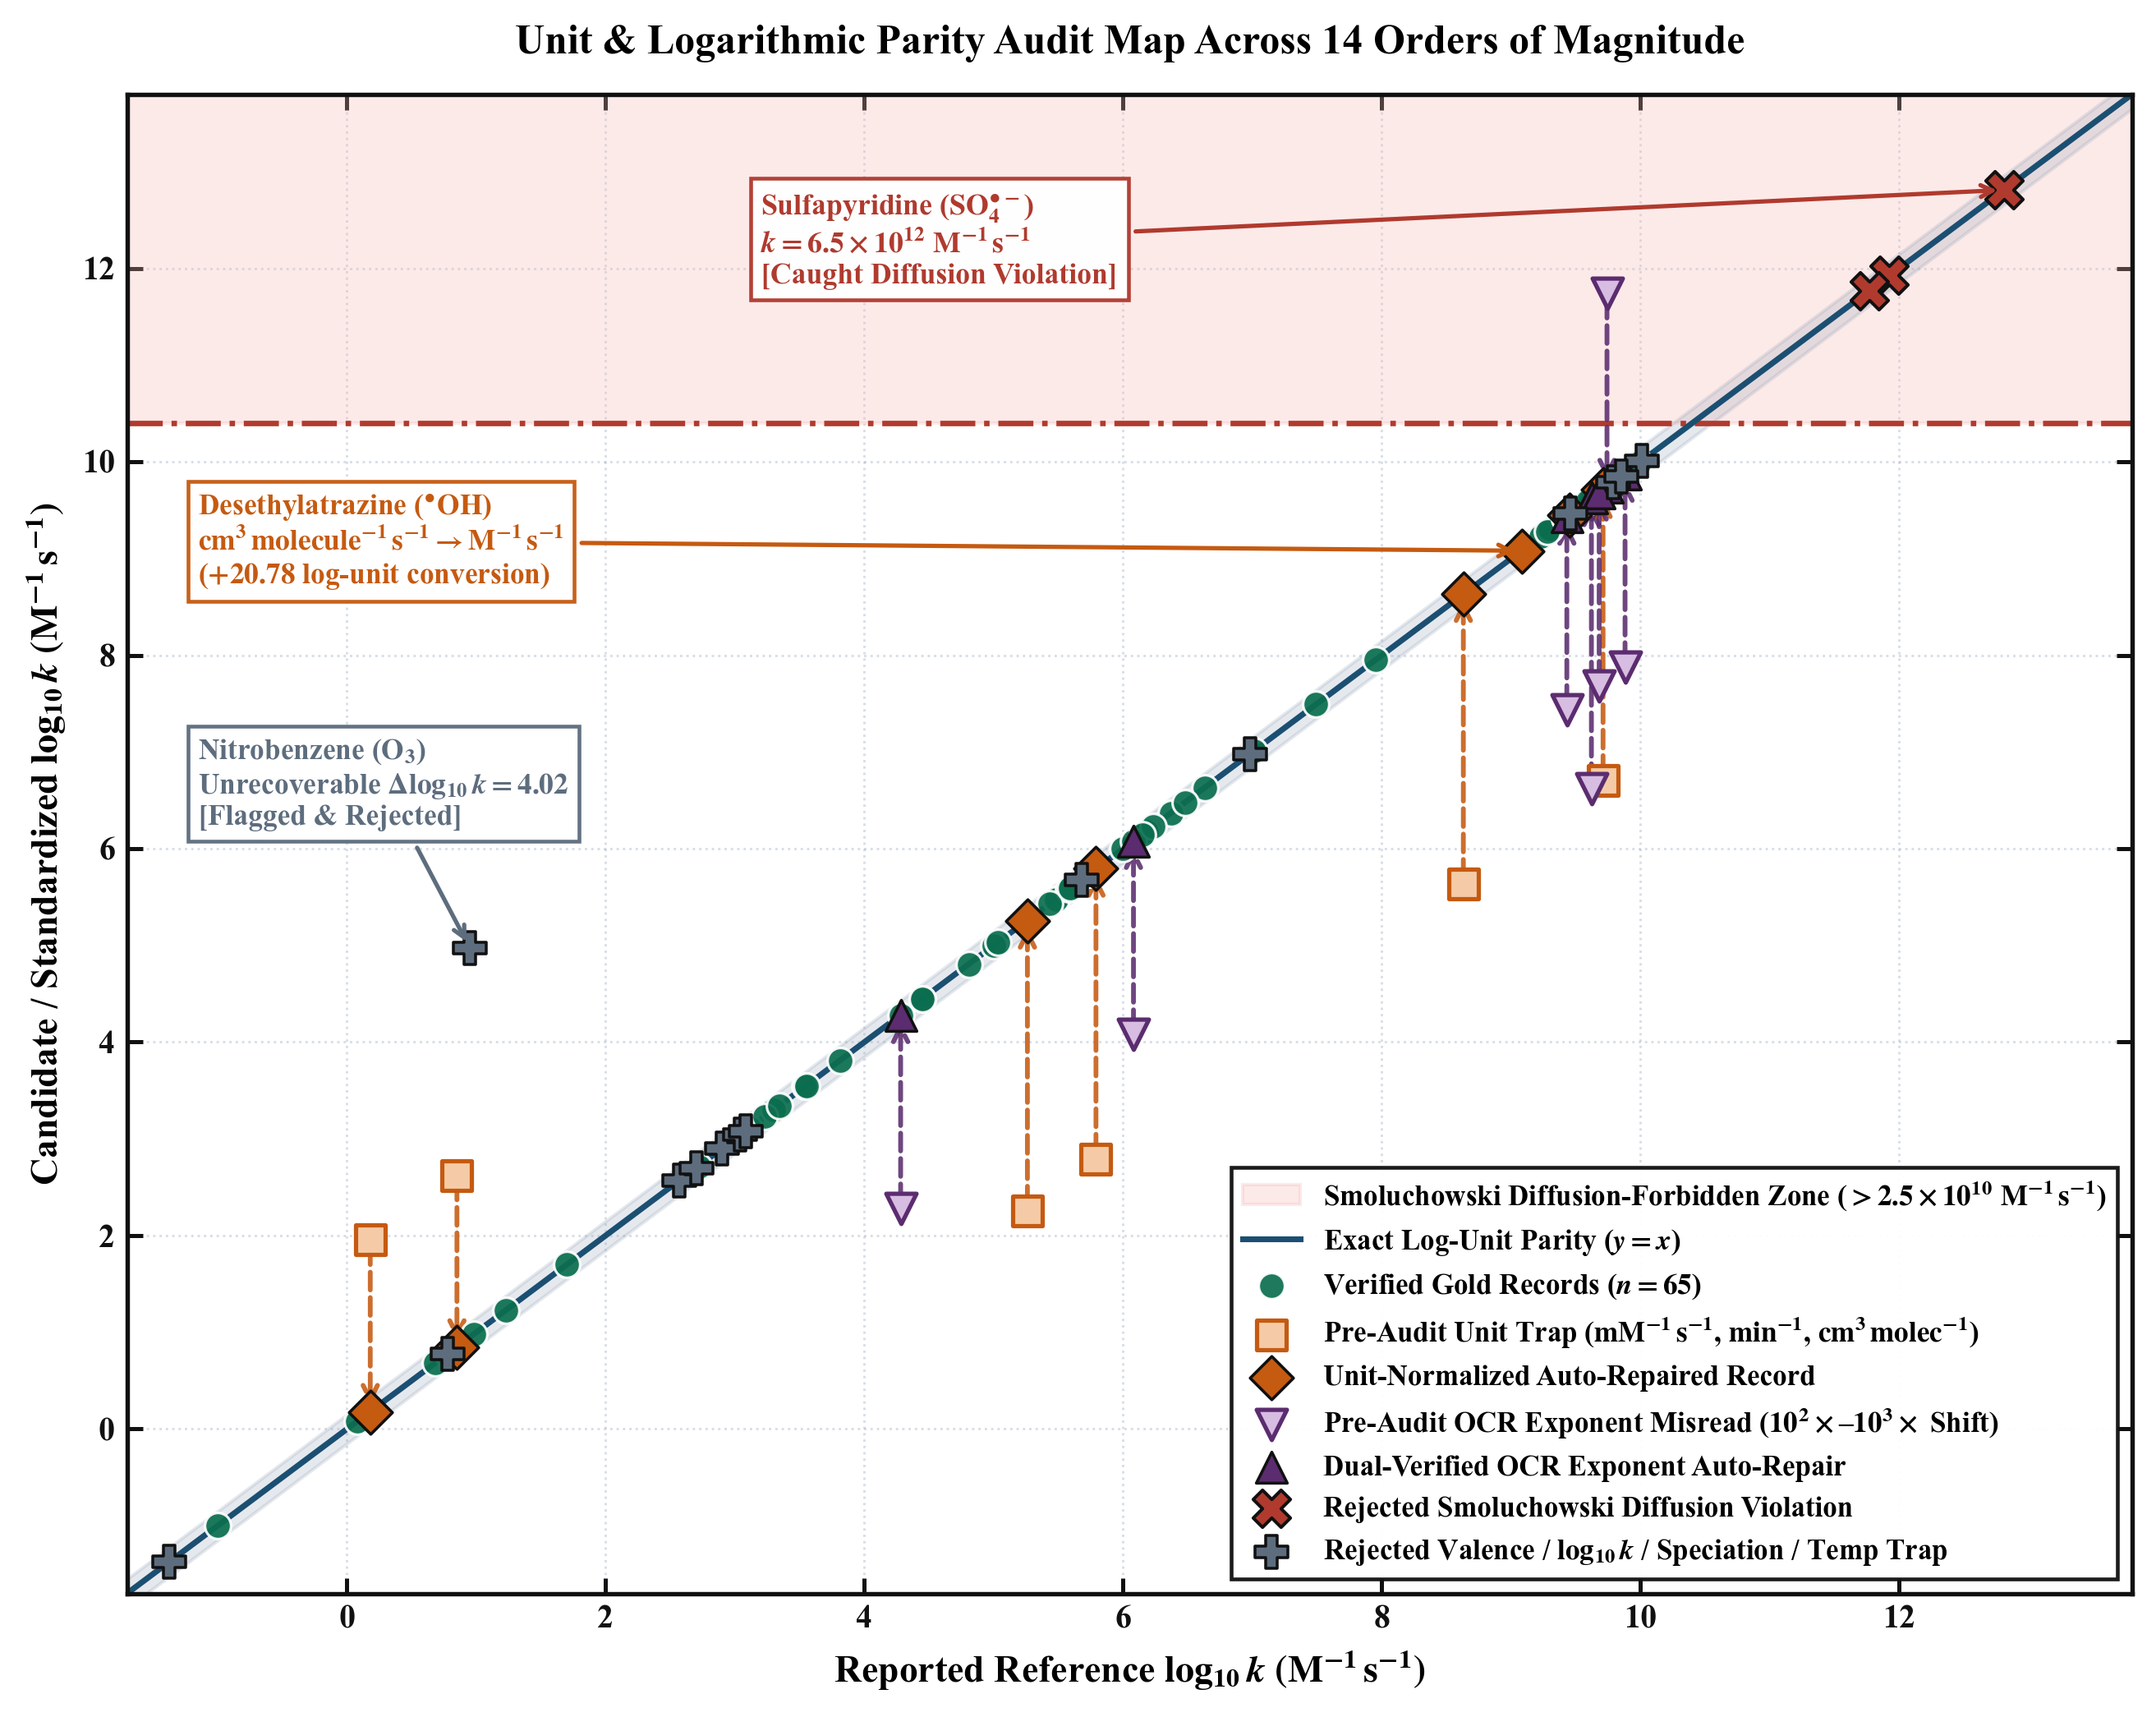 Unit & Logarithmic Parity Audit Map Across 14 Orders of Magnitude
Candidate / Standardized log₁₀ k (M⁻¹ s⁻¹)
12
10
8
6
4
2
0
Sulfapyridine (SO₄•⁻)
k = 6.5 × 10¹² M⁻¹ s⁻¹
[Caught Diffusion Violation]
Desethylatrazine (•OH)
cm³ molecule⁻¹ s⁻¹ → M⁻¹ s⁻¹
(+20.78 log-unit conversion)
Nitrobenzene (O₃)
Unrecoverable Δlog₁₀ k = 4.02
[Flagged & Rejected]
Smoluchowski Diffusion-Forbidden Zone (> 2.5 × 10¹⁰ M⁻¹ s⁻¹)
Exact Log-Unit Parity (y = x)
Verified Gold Records (n = 65)
Pre-Audit Unit Trap (mM⁻¹ s⁻¹, min⁻¹, cm³ molec⁻¹)
Unit-Normalized Auto-Repaired Record
Pre-Audit OCR Exponent Misread (10² ×–10³ × Shift)
Dual-Verified OCR Exponent Auto-Repair
Rejected Smoluchowski Diffusion Violation
Rejected Valence / log₁₀ k / Speciation / Temp Trap
0 2 4 6 8 10 12
Reported Reference log₁₀ k (M⁻¹ s⁻¹)